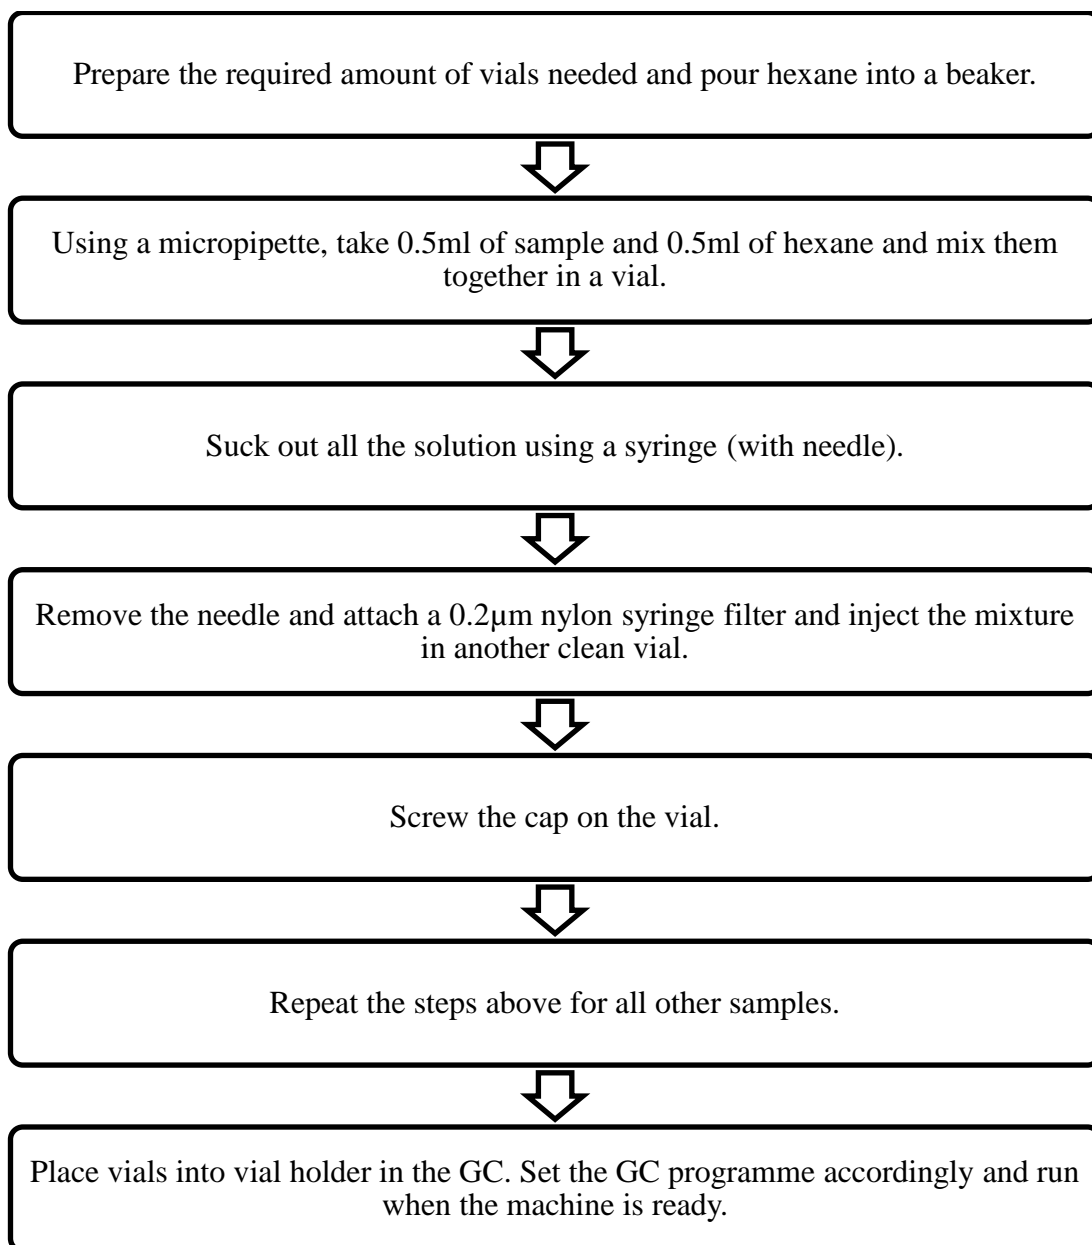 Prepare the required amount of vials needed and pour hexane into a beaker.
Using a micropipette, take 0.5ml of sample and 0.5ml of hexane and mix them
together in a vial.
Suck out all the solution using a syringe (with needle).
Remove the needle and attach a 0.2µm nylon syringe filter and inject the mixture
in another clean vial.
Screw the cap on the vial.
Repeat the steps above for all other samples.
Place vials into vial holder in the GC. Set the GC programme accordingly and run
when the machine is ready.